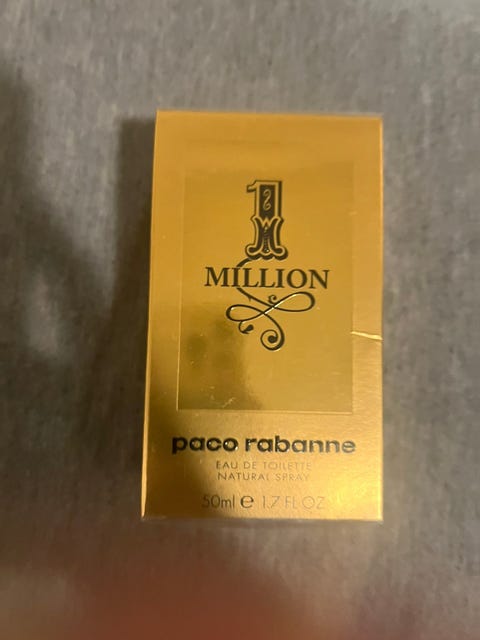 1
MILLION
paco rabanne
EAU DE TOILETTE
NATURAL SPRAY
50ml e 1.7 FL OZ